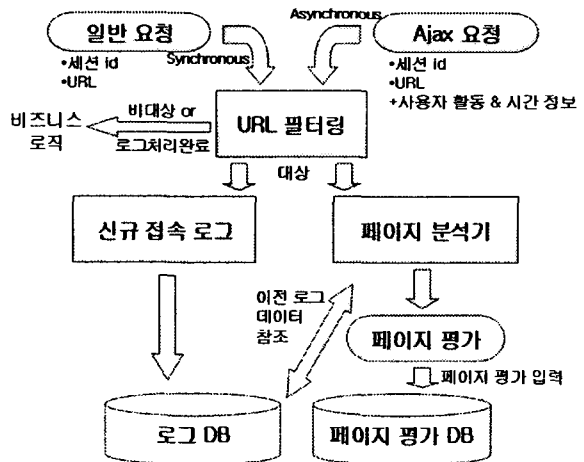 일반 요청
Asynchronous
Ajax 요청
•세션 id
•URL
Synchronous
•세션 id
•URL
+사용자 활동 & 시간 정보
비즈니스
로직
비대상 or
로그처리완료
URL 필터링
대상
신규 접속 로그
페이지 분석기
이전 로그
데이터
참조
페이지 평가
페이지 평가 입력
로그 DB
페이지 평가 DB